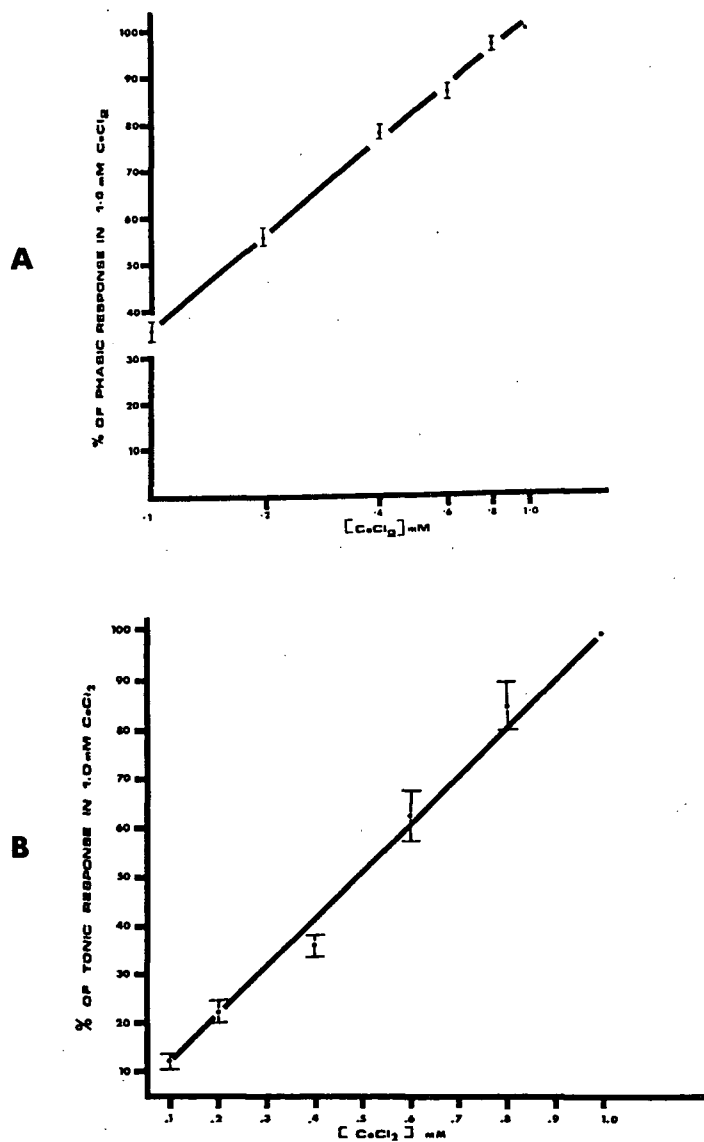 A
% OF PHASIC RESPONSE IN 1.0 mM CaCl2
100
90
80
70
60
50
40
30
20
10
.1 .2 .4 .6 .8 1.0
[CaCl2] mM
B
% OF TONIC RESPONSE IN 1.0 mM CaCl2
100
90
80
70
60
50
40
30
20
10
.1 .2 .3 .4 .5 .6 .7 .8 .9 1.0
[CaCl2] mM